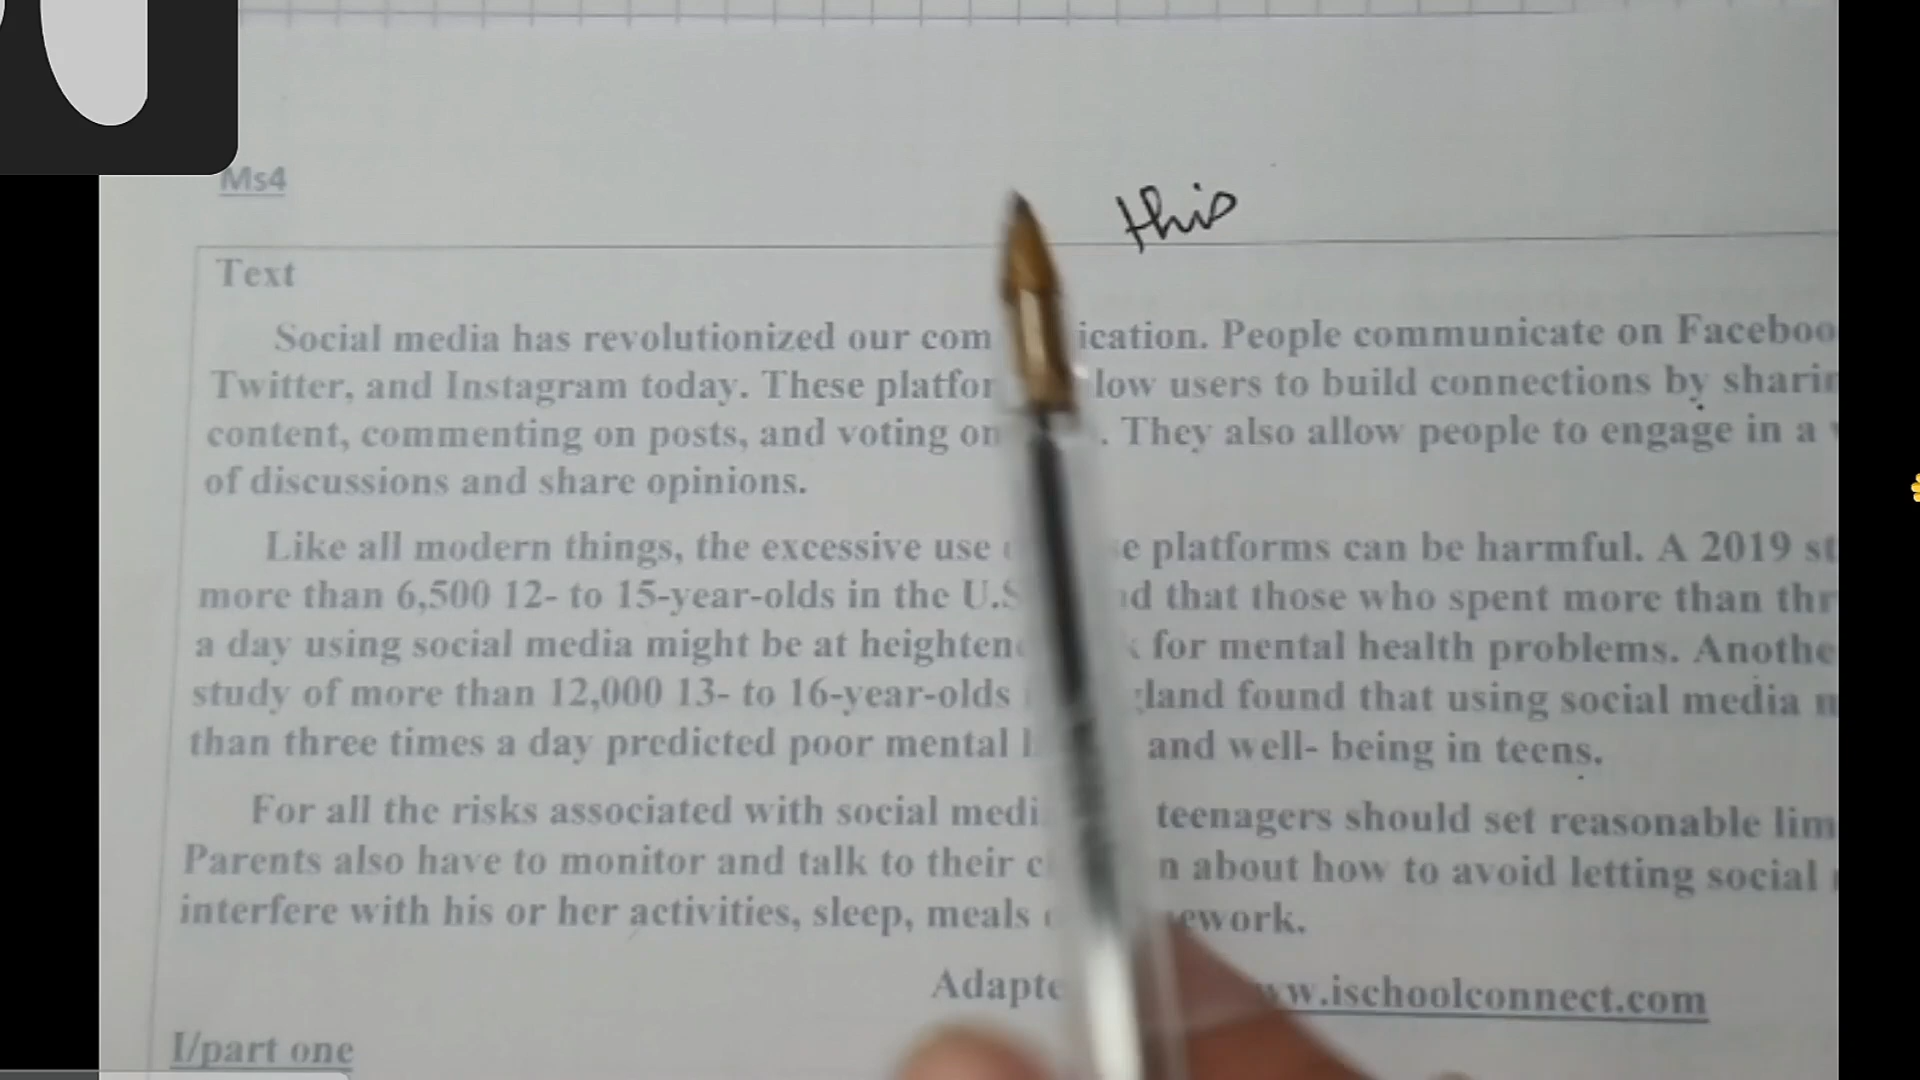 Ms4
this
Text
Social media has revolutionized our com ication. People communicate on Faceboo
Twitter, and Instagram today. These platfor low users to build connections by sharin
content, commenting on posts, and voting on . They also allow people to engage in a
of discussions and share opinions.
Like all modern things, the excessive use e platforms can be harmful. A 2019 st
more than 6,500 12- to 15-year-olds in the U.S d that those who spent more than thr
a day using social media might be at heighten for mental health problems. Anothe
study of more than 12,000 13- to 16-year-olds land found that using social media
than three times a day predicted poor mental and well- being in teens.
For all the risks associated with social medi teenagers should set reasonable lim
Parents also have to monitor and talk to their c n about how to avoid letting social
interfere with his or her activities, sleep, meals ework.
Adapte w.ischoolconnect.com
I/part one